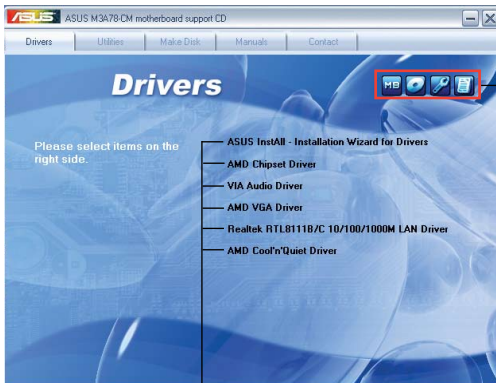 ASUS ASUS M3A78-CM motherboard support CD
Drivers Utilities Make Disk Manuals Contact
Drivers
MB
Please select items on the
right side.
ASUS InstAll - Installation Wizard for Drivers
AMD Chipset Driver
VIA Audio Driver
AMD VGA Driver
Realtek RTL8111B/C 10/100/1000M LAN Driver
AMD Cool'n'Quiet Driver